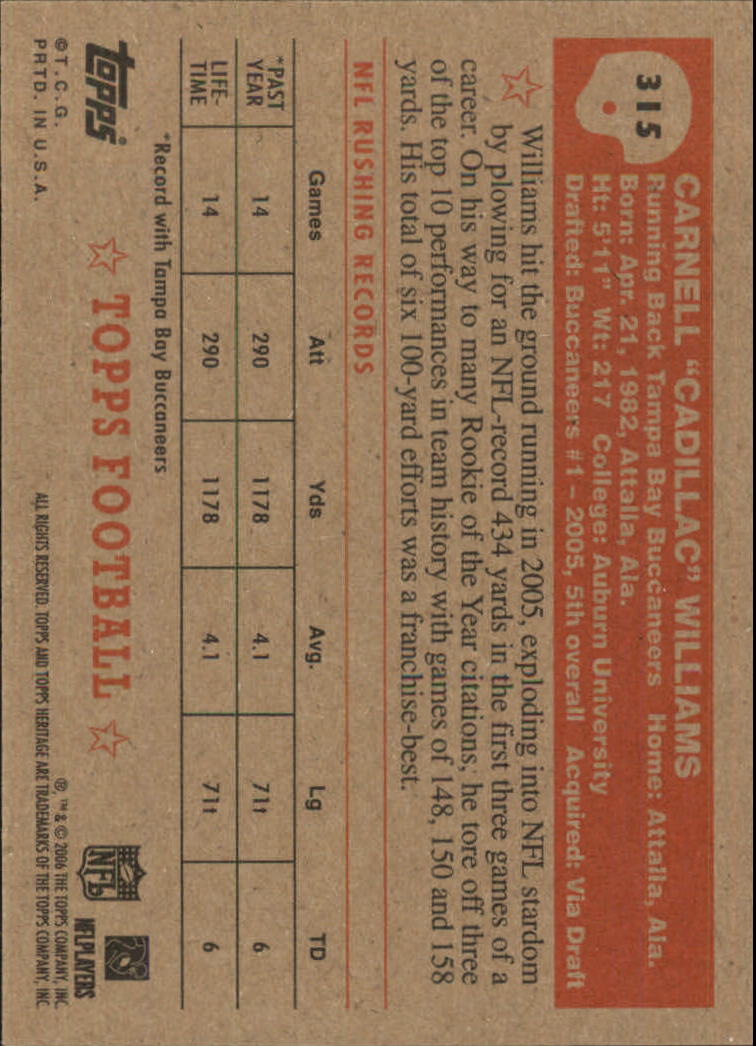 315
CARNELL "CADILLAC" WILLIAMS
Running Back Tampa Bay Buccaneers Home: Attalla, Ala.
Born: Apr. 21, 1982, Attalla, Ala.
Ht: 5'11" Wt: 217 College: Auburn University
Drafted: Buccaneers #1 – 2005, 5th overall Acquired: Via Draft
Williams hit the ground running in 2005, exploding into NFL stardom
by plowing for an NFL-record 434 yards in the first three games of a
career. On his way to many Rookie of the Year citations, he tore off three
of the top 10 performances in team history with games of 148, 150 and 158
yards. His total of six 100-yard efforts was a franchise-best.
NFL RUSHING RECORDS
Games Att Yds Avg. Lg TD
*PAST YEAR 14 290 1178 4.1 71t 6
LIFE-TIME 14 290 1178 4.1 71t 6
*Record with Tampa Bay Buccaneers
topps
TOPPS FOOTBALL
NFL
NFLPLAYERS
©T.C.G.
PRTD. IN U.S.A.
®, ™ & © 2006 THE TOPPS COMPANY, INC.
ALL RIGHTS RESERVED. TOPPS AND TOPPS HERITAGE ARE TRADEMARKS OF THE TOPPS COMPANY, INC.